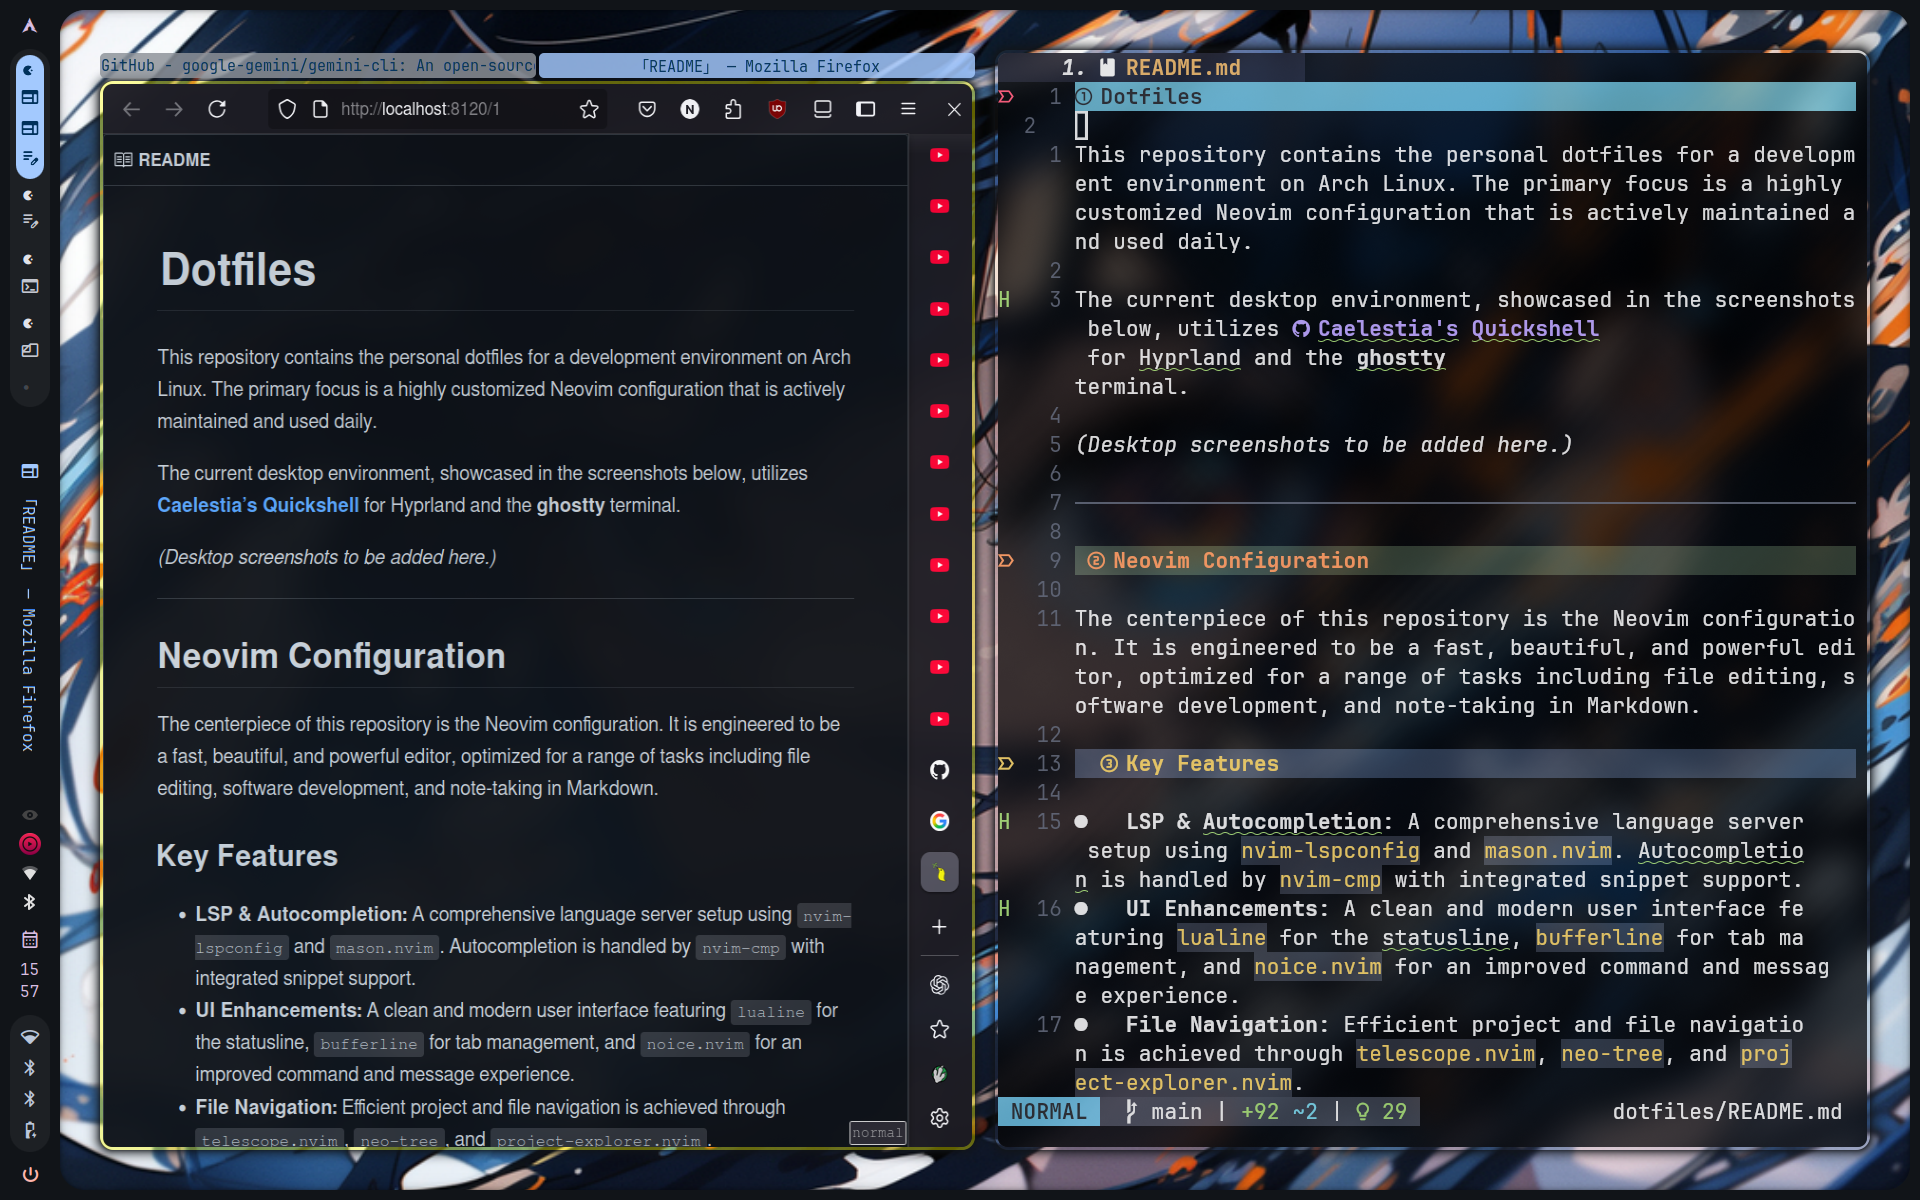 GitHub - google-gemini/gemini-cli: An open-sourc
「README」 — Mozilla Firefox
http://localhost:8120/1
README
Dotfiles
This repository contains the personal dotfiles for a development environment on Arch
Linux. The primary focus is a highly customized Neovim configuration that is actively
maintained and used daily.
The current desktop environment, showcased in the screenshots below, utilizes
Caelestia’s Quickshell for Hyprland and the ghostty terminal.
(Desktop screenshots to be added here.)
Neovim Configuration
The centerpiece of this repository is the Neovim configuration. It is engineered to be
a fast, beautiful, and powerful editor, optimized for a range of tasks including file
editing, software development, and note-taking in Markdown.
Key Features
• LSP & Autocompletion: A comprehensive language server setup using nvim-
lspconfig and mason.nvim. Autocompletion is handled by nvim-cmp with
integrated snippet support.
• UI Enhancements: A clean and modern user interface featuring lualine for
the statusline, bufferline for tab management, and noice.nvim for an
improved command and message experience.
• File Navigation: Efficient project and file navigation is achieved through
telescope.nvim, neo-tree, and project-explorer.nvim.
normal
「README」 — Mozilla Firefox
15
57
1. README.md
1 ① Dotfiles
2
1 This repository contains the personal dotfiles for a developm
ent environment on Arch Linux. The primary focus is a highly
customized Neovim configuration that is actively maintained a
nd used daily.
2
H 3 The current desktop environment, showcased in the screenshots
below, utilizes Caelestia's Quickshell
for Hyprland and the ghostty
terminal.
4
5 (Desktop screenshots to be added here.)
6
7
8
9 ② Neovim Configuration
10
11 The centerpiece of this repository is the Neovim configuratio
n. It is engineered to be a fast, beautiful, and powerful edi
tor, optimized for a range of tasks including file editing, s
oftware development, and note-taking in Markdown.
12
13 ③ Key Features
14
H 15 ● LSP & Autocompletion: A comprehensive language server
setup using nvim-lspconfig and mason.nvim. Autocompletio
n is handled by nvim-cmp with integrated snippet support.
H 16 ● UI Enhancements: A clean and modern user interface fe
aturing lualine for the statusline, bufferline for tab ma
nagement, and noice.nvim for an improved command and messag
e experience.
17 ● File Navigation: Efficient project and file navigatio
n is achieved through telescope.nvim, neo-tree, and proj
ect-explorer.nvim.
NORMAL main | +92 ~2 | 29 dotfiles/README.md